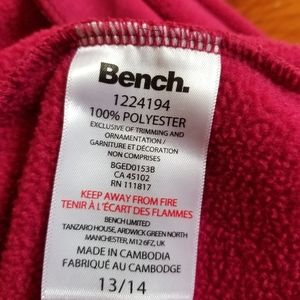 Bench.
1224194
100% POLYESTER
EXCLUSIVE OF TRIMMING AND
ORNAMENTATION./
GARNITURE ET DÉCORATION
NON COMPRISES
BGED0153B
CA 45102
RN 111817
KEEP AWAY FROM FIRE
TENIR À L'ÉCART DES FLAMMES
BENCH LIMITED
TANZARO HOUSE, ARDWICK GREEN NORTH
MANCHESTER, M12 6FZ, UK
MADE IN CAMBODIA
FABRIQUÉ AU CAMBODGE
13/14